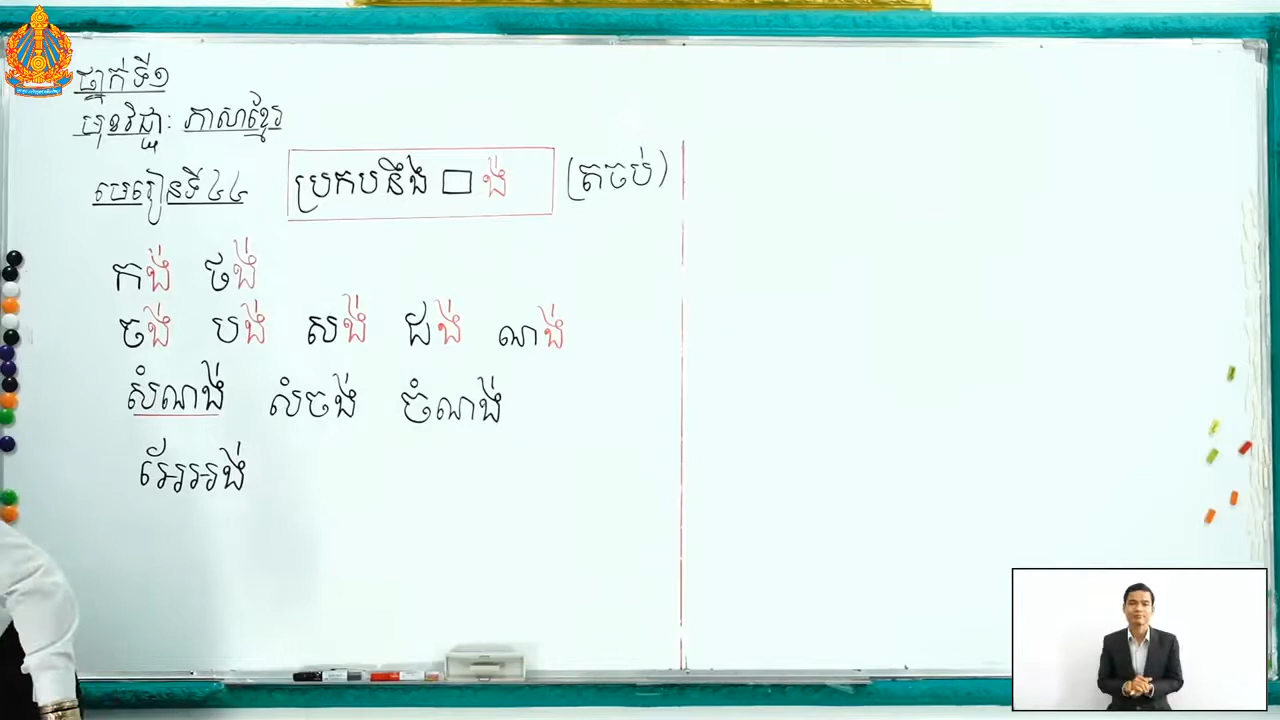 ថ្នាក់ទី១
មុខវិជ្ជា: ភាសាខ្មែរ
មេរៀនទី៤៤ ប្រកបនឹង □ ង់ (តចប់)
កង់ ថង់
ចង់ បង់ សង់ ដង់ ណង់
សំណង់ សំចង់ ចំណង់
អែអង់